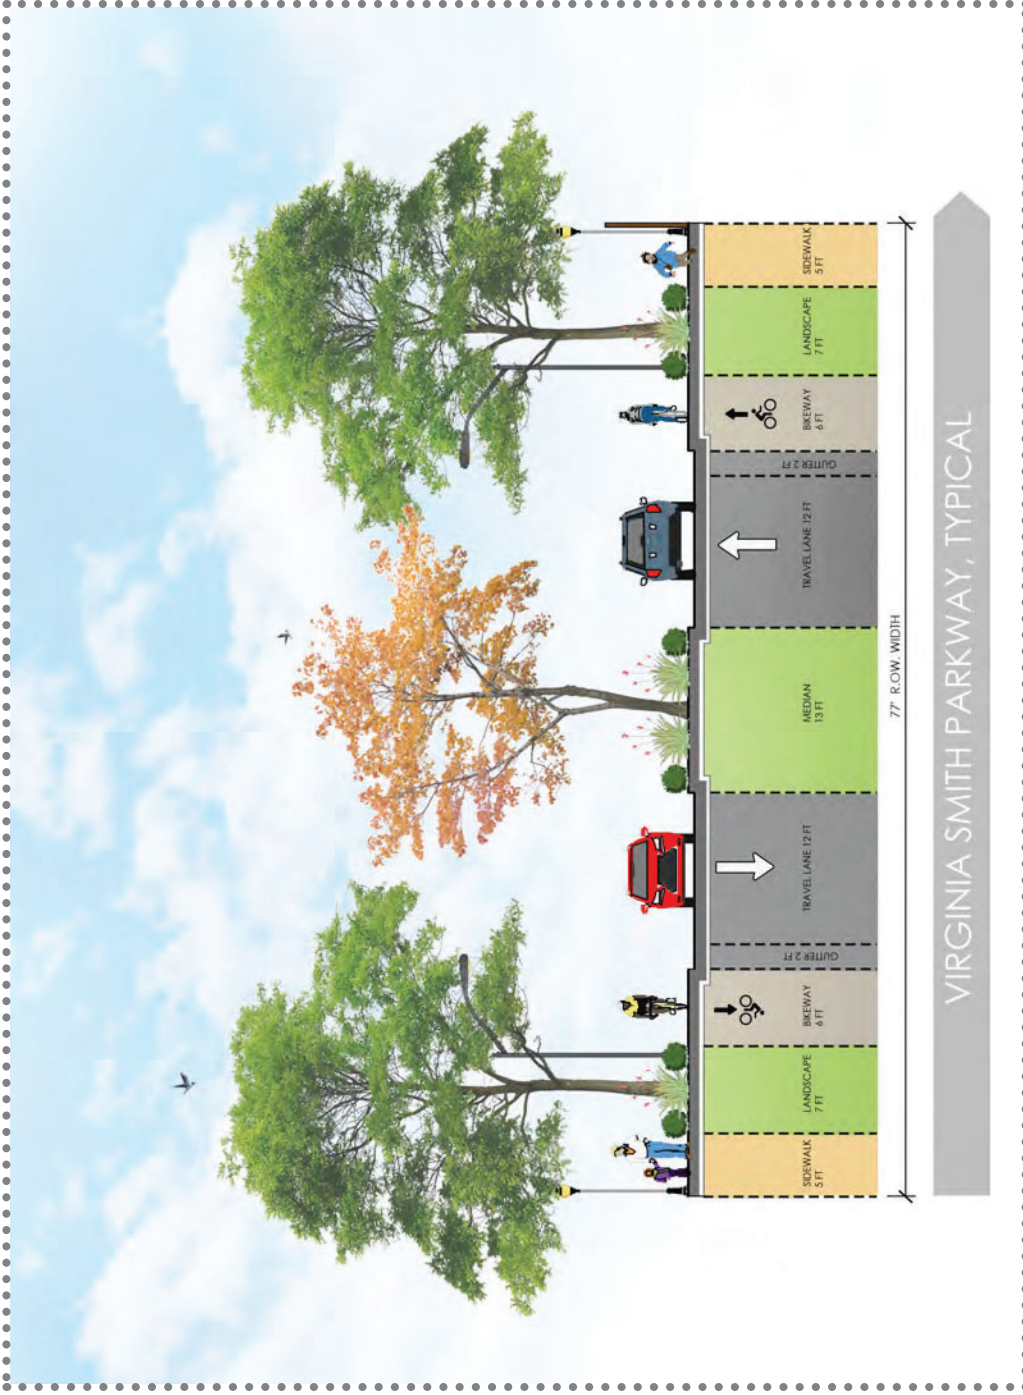 SIDEWALK
5 FT
LANDSCAPE
7 FT
BIKEWAY
6 FT
GUTTER 2 FT
TRAVEL LANE 12 FT
MEDIAN
13 FT
TRAVEL LANE 12 FT
GUTTER 2 FT
BIKEWAY
6 FT
LANDSCAPE
7 FT
SIDEWALK
5 FT
77' R.O.W. WIDTH
VIRGINIA SMITH PARKWAY, TYPICAL